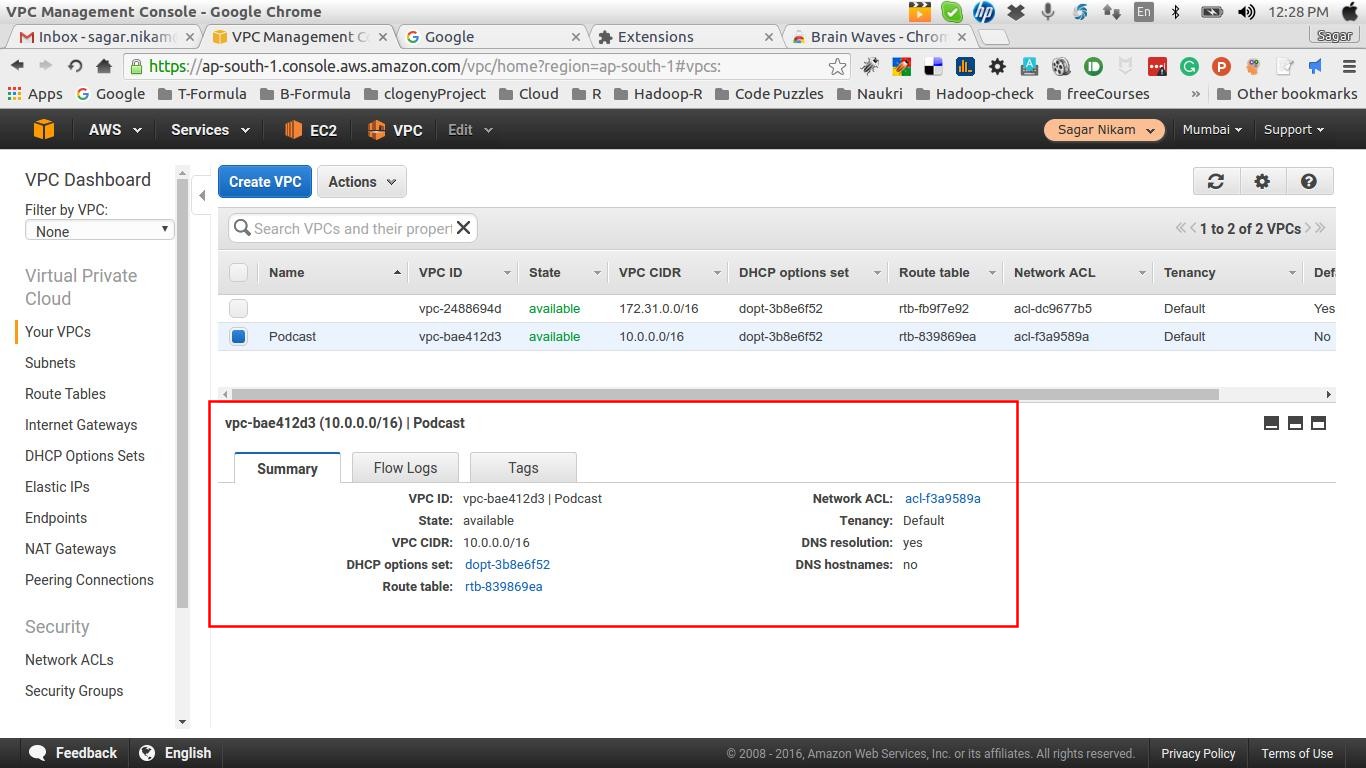 VPC Management Console - Google Chrome
En 12:28 PM
Inbox - sagar.nikam VPC Management C Google Extensions Brain Waves - Chrom Sagar
https://ap-south-1.console.aws.amazon.com/vpc/home?region=ap-south-1#vpcs:
Apps Google T-Formula B-Formula clogenyProject Cloud R Hadoop-R Code Puzzles Naukri Hadoop-check freeCourses » Other bookmarks
AWS Services EC2 VPC Edit Sagar Nikam Mumbai Support
VPC Dashboard
Filter by VPC:
None
Virtual Private
Cloud
Your VPCs
Subnets
Route Tables
Internet Gateways
DHCP Options Sets
Elastic IPs
Endpoints
NAT Gateways
Peering Connections
Security
Network ACLs
Security Groups
Create VPC Actions
Search VPCs and their propert 1 to 2 of 2 VPCs
Name VPC ID State VPC CIDR DHCP options set Route table Network ACL Tenancy Def
vpc-2488694d available 172.31.0.0/16 dopt-3b8e6f52 rtb-fb9f7e92 acl-dc9677b5 Default Yes
Podcast vpc-bae412d3 available 10.0.0.0/16 dopt-3b8e6f52 rtb-839869ea acl-f3a9589a Default No
vpc-bae412d3 (10.0.0.0/16) | Podcast
Summary Flow Logs Tags
VPC ID: vpc-bae412d3 | Podcast Network ACL: acl-f3a9589a
State: available Tenancy: Default
VPC CIDR: 10.0.0.0/16 DNS resolution: yes
DHCP options set: dopt-3b8e6f52 DNS hostnames: no
Route table: rtb-839869ea
Feedback English © 2008 - 2016, Amazon Web Services, Inc. or its affiliates. All rights reserved. Privacy Policy Terms of Use